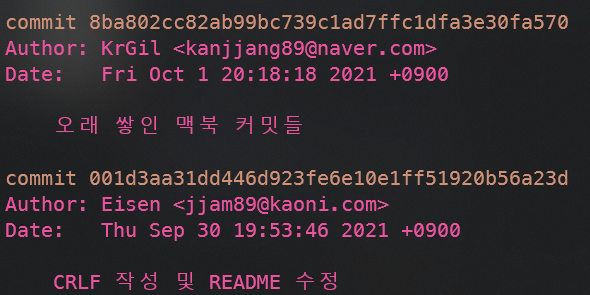 commit 8ba802cc82ab99bc739c1ad7ffc1dfa3e30fa570
Author: KrGil <kanjjang89@naver.com>
Date:   Fri Oct 1 20:18:18 2021 +0900
오래 쌓인 맥북 커밋들
commit 001d3aa31dd446d923fe6e10e1ff51920b56a23d
Author: Eisen <jjam89@kaoni.com>
Date:   Thu Sep 30 19:53:46 2021 +0900
CRLF 작성 및 README 수정